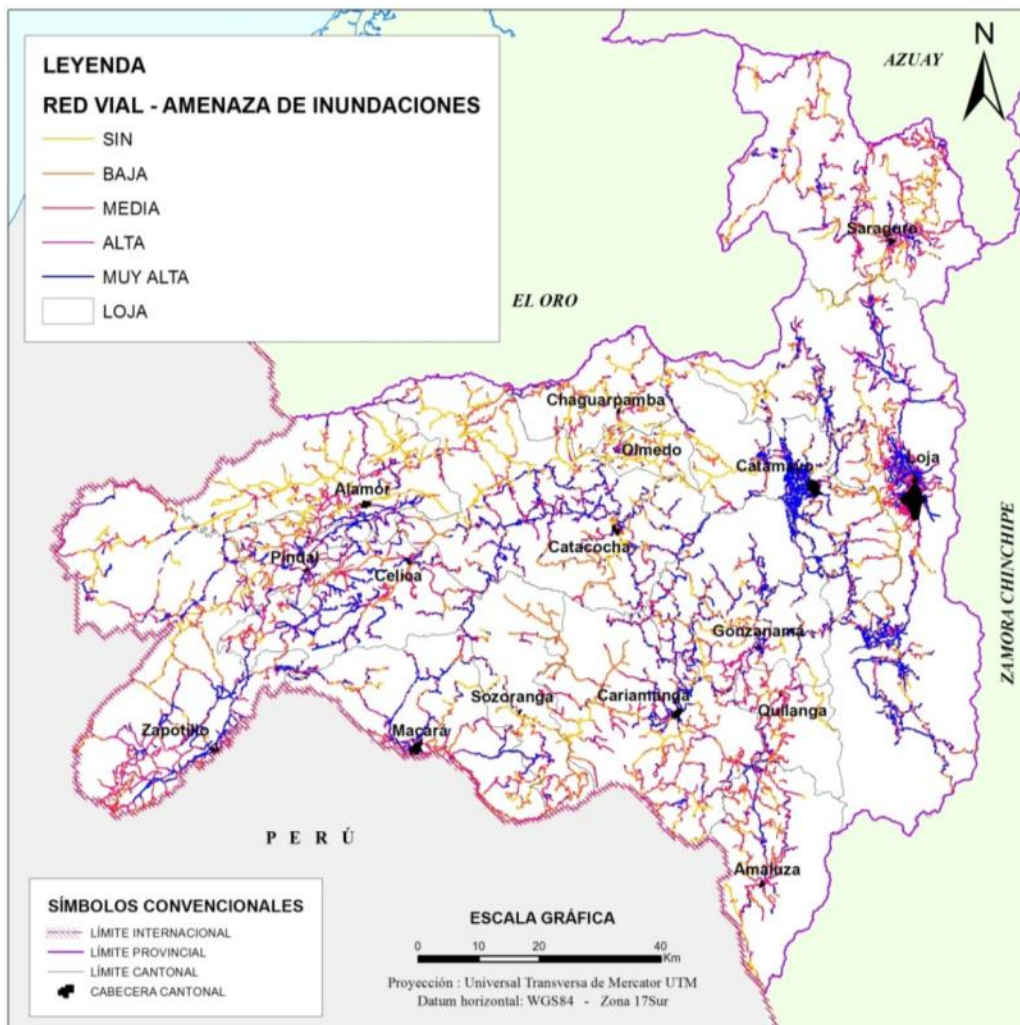 LEYENDA
RED VIAL - AMENAZA DE INUNDACIONES
SIN
BAJA
MEDIA
ALTA
MUY ALTA
LOJA
N
AZUAY
Saraguro
EL ORO
Chaguarpamba
Olmedo
Catamayo
Loja
Alamor
Catacocha
Pindal
Celica
ZAMORA CHINCHIPE
Gonzanamá
Sozoranga
Cariamanga
Quilanga
Zapotillo
Macará
PERÚ
Amaluza
SÍMBOLOS CONVENCIONALES
LÍMITE INTERNACIONAL
LÍMITE PROVINCIAL
LÍMITE CANTONAL
CABECERA CANTONAL
ESCALA GRÁFICA
0 10 20 40
Km
Proyección : Universal Transversa de Mercator UTM
Datum horizontal: WGS84 - Zona 17Sur